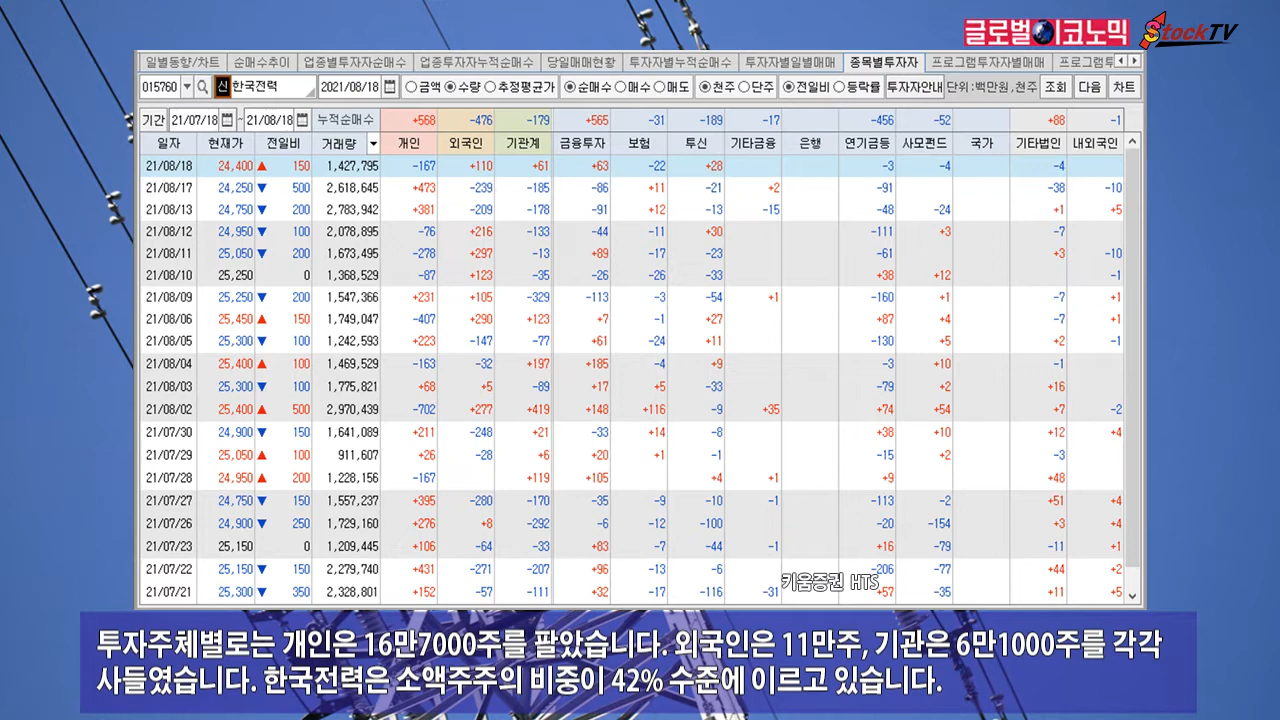 글로벌이코노믹 StockTV
일별동향/차트 순매수추이 업종별투자자순매수 업종투자자누적순매수 당일매매현황 투자자별누적순매수 투자자별일별매매 종목별투자자 프로그램투자자별매매 프로그램투
015760 신 한국전력 2021/08/18 금액 수량 추정평균가 순매수 매수 매도 천주 단주 전일비 등락률 투자자안내 단위:백만원,천주 조회 다음 차트
기간 21/07/18 ~ 21/08/18 누적순매수 +568 -476 -179 +565 -31 -189 -17 -456 -52 +88 -1
일자 현재가 전일비 거래량 개인 외국인 기관계 금융투자 보험 투신 기타금융 은행 연기금등 사모펀드 국가 기타법인 내외국인
21/08/18 24,400 ▲ 150 1,427,795 -167 +110 +61 +63 -22 +28 -3 -4 -4
21/08/17 24,250 ▼ 500 2,618,645 +473 -239 -185 -86 +11 -21 +2 -91 -38 -10
21/08/13 24,750 ▼ 200 2,783,942 +381 -209 -178 -91 +12 -13 -15 -48 -24 +1 +5
21/08/12 24,950 ▼ 100 2,078,895 -76 +216 -133 -44 -11 +30 -111 +3 -7
21/08/11 25,050 ▼ 200 1,673,495 -278 +297 -13 +89 -17 -23 -61 +3 -10
21/08/10 25,250 0 1,368,529 -87 +123 -35 -26 -26 -33 +38 +12 -1
21/08/09 25,250 ▼ 200 1,547,366 +231 +105 -329 -113 -3 -54 +1 -160 +1 -7 +1
21/08/06 25,450 ▲ 150 1,749,047 -407 +290 +123 +7 -1 +27 +87 +4 -7 +1
21/08/05 25,300 ▼ 100 1,242,593 +223 -147 -77 +61 -24 +11 -130 +5 +2 -1
21/08/04 25,400 ▲ 100 1,469,529 -163 -32 +197 +185 -4 +9 -3 +10 -1
21/08/03 25,300 ▼ 100 1,775,821 +68 +5 -89 +17 +5 -33 -79 +2 +16
21/08/02 25,400 ▲ 500 2,970,439 -702 +277 +419 +148 +116 -9 +35 +74 +54 +7 -2
21/07/30 24,900 ▼ 150 1,641,089 +211 -248 +21 -33 +14 -8 +38 +10 +12 +4
21/07/29 25,050 ▲ 100 911,607 +26 -28 +6 +20 +1 -1 -15 +2 -3
21/07/28 24,950 ▲ 200 1,228,156 -167 +119 +105 +4 +1 +9 +48
21/07/27 24,750 ▼ 150 1,557,237 +395 -280 -170 -35 -9 -10 -1 -113 -2 +51 +4
21/07/26 24,900 ▼ 250 1,729,160 +276 +8 -292 -6 -12 -100 -20 -154 +3 +4
21/07/23 25,150 0 1,209,445 +106 -64 -33 +83 -7 -44 -1 +16 -79 -11 +1
21/07/22 25,150 ▼ 150 2,279,740 +431 -271 -207 +96 -13 -6 -206 -77 +44 +2
키움증권 HTS
21/07/21 25,300 ▼ 350 2,328,801 +152 -57 -111 +32 -17 -116 -31 +57 -35 +11 +5
투자주체별로는 개인은 16만7000주를 팔았습니다. 외국인은 11만주, 기관은 6만1000주를 각각
사들였습니다. 한국전력은 소액주주의 비중이 42% 수준에 이르고 있습니다.